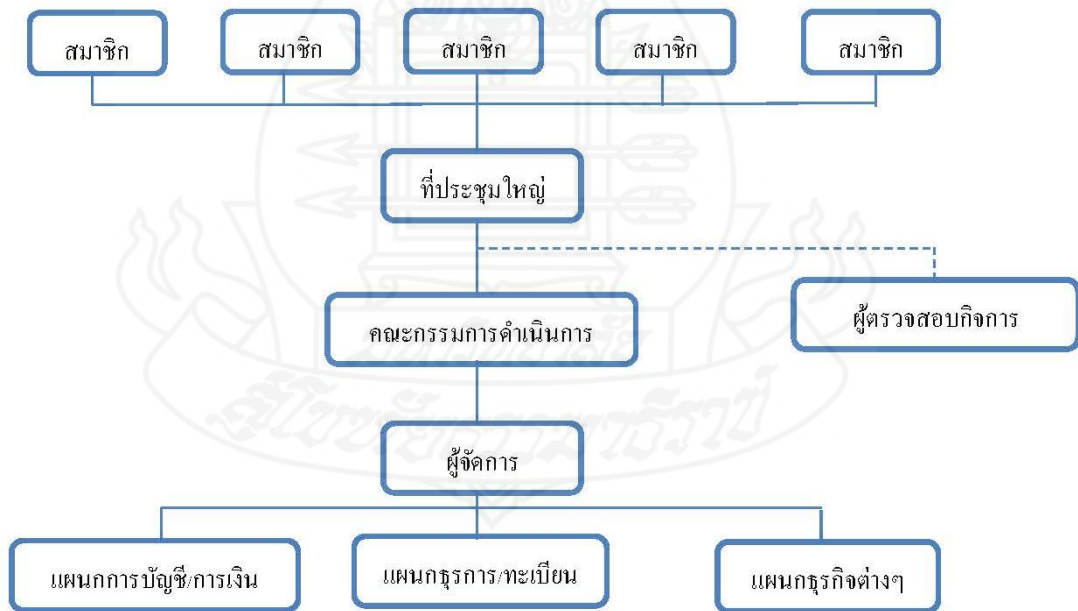 สมาชิก
สมาชิก
สมาชิก
สมาชิก
สมาชิก
ที่ประชุมใหญ่
คณะกรรมการดำเนินการ
ผู้ตรวจสอบกิจการ
ผู้จัดการ
แผนกการบัญชี/การเงิน
แผนกธุรการ/ทะเบียน
แผนกธุรกิจต่างๆ